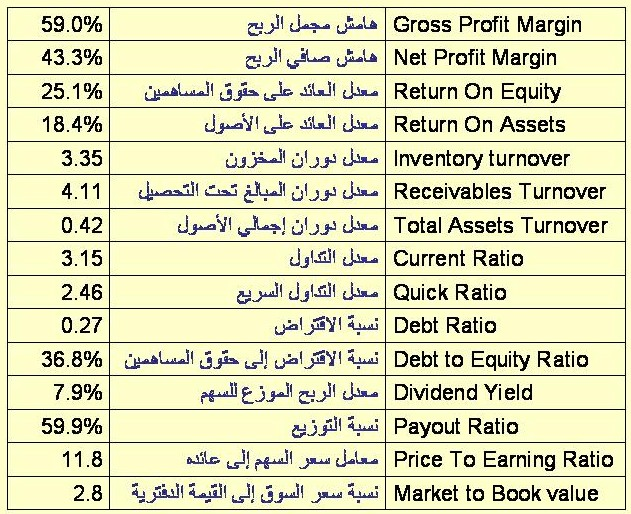 59.0% هامش مجمل الربح Gross Profit Margin
43.3% هامش صافي الربح Net Profit Margin
25.1% معدل العائد على حقوق المساهمين Return On Equity
18.4% معدل العائد على الأصول Return On Assets
3.35 معدل دوران المخزون Inventory turnover
4.11 معدل دوران المبالغ تحت التحصيل Receivables Turnover
0.42 معدل دوران إجمالي الأصول Total Assets Turnover
3.15 معدل التداول Current Ratio
2.46 معدل التداول السريع Quick Ratio
0.27 نسبة الاقتراض Debt Ratio
36.8% نسبة الاقتراض إلى حقوق المساهمين Debt to Equity Ratio
7.9% معدل الربح الموزع للسهم Dividend Yield
59.9% نسبة التوزيع Payout Ratio
11.8 معامل سعر السهم إلى عائده Price To Earning Ratio
2.8 نسبة سعر السوق إلى القيمة الدفترية Market to Book value